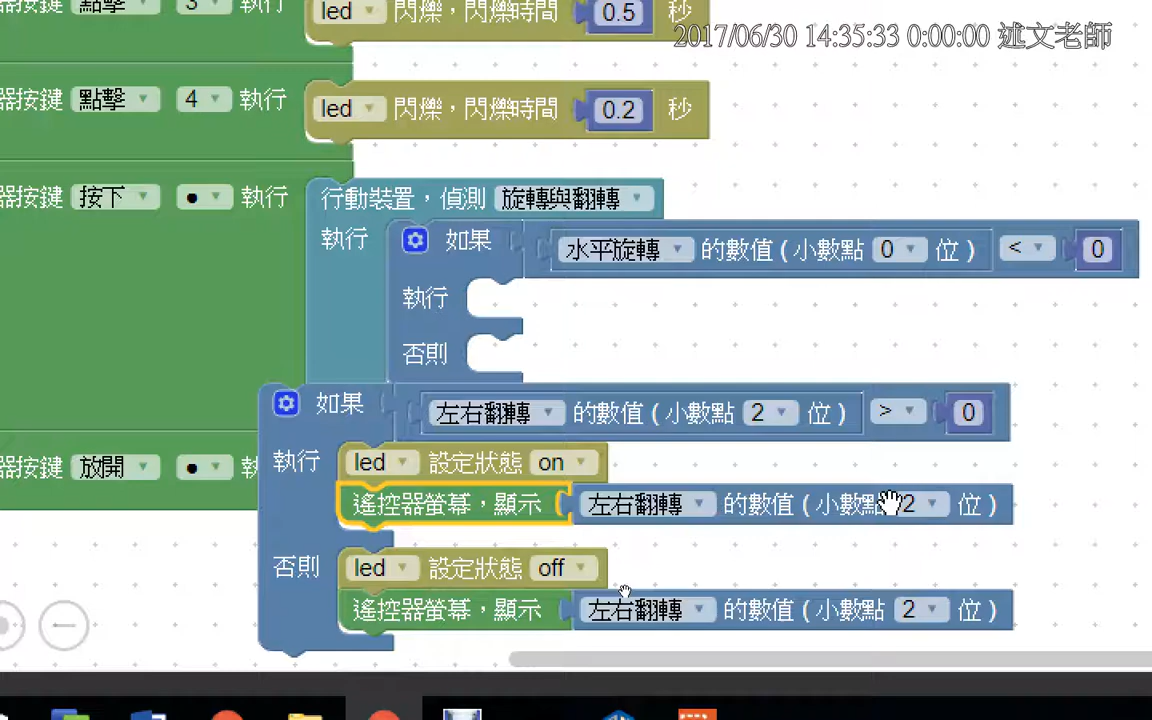 器按鍵 點擊 3 執行 led 閃爍,閃爍時間 0.5 秒
2017/06/30 14:35:33 0:00:00 述文老師
器按鍵 點擊 4 執行 led 閃爍,閃爍時間 0.2 秒
器按鍵 按下 ● 執行 行動裝置,偵測 旋轉與翻轉
執行 如果 水平旋轉 的數值 ( 小數點 0 位 ) < 0
執行
否則
如果 左右翻轉 的數值 ( 小數點 2 位 ) > 0
器按鍵 放開 ● 執行 led 設定狀態 on
遙控器螢幕,顯示 左右翻轉 的數值 ( 小數點 2 位 )
否則 led 設定狀態 off
遙控器螢幕,顯示 左右翻轉 的數值 ( 小數點 2 位 )